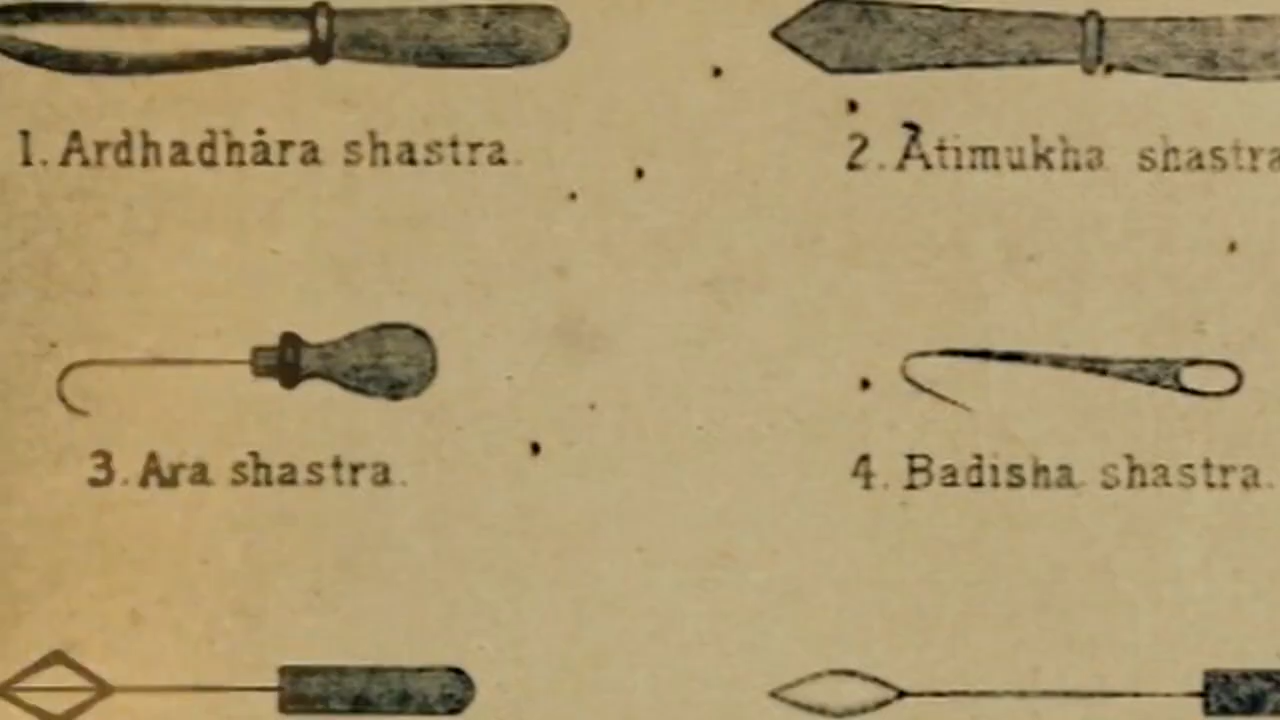 1. Ardhadhâra shastra.
2. Âtimukha shastra
3. Ara shastra.
4. Badisha shastra.